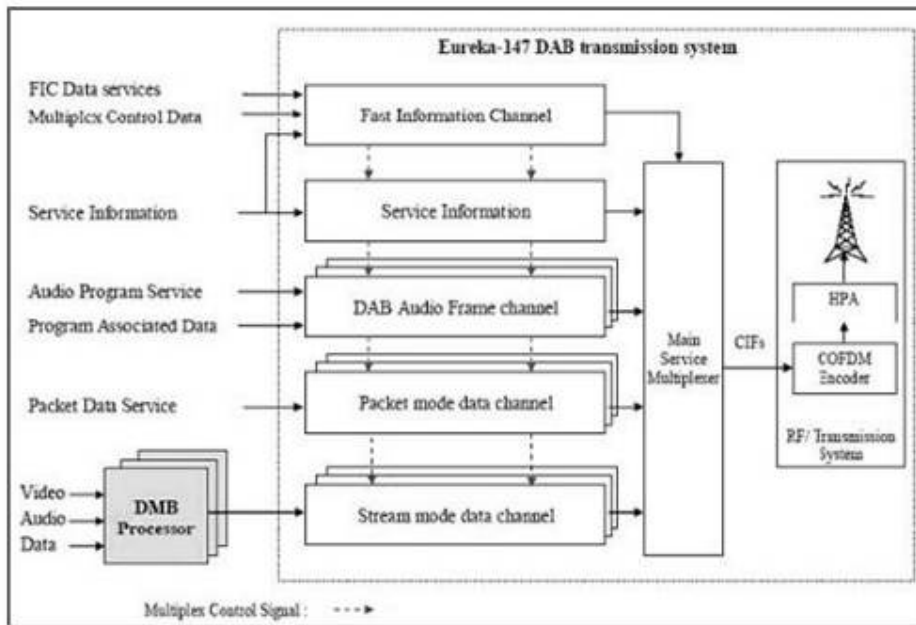 Eureka-147 DAB transmission system
FIC Data services
Multiplex Control Data
Fast Information Channel
Service Information
Service Information
Audio Program Service
Program Associated Data
DAB Audio Frame channel
Packet Data Service
Packet mode data channel
Video
Audio
Data
DMB
Processor
Stream mode data channel
Main
Service
Multiplexer
CIFs
HPA
COFDM
Encoder
RF/ Transmission
System
Multiplex Control Signal :